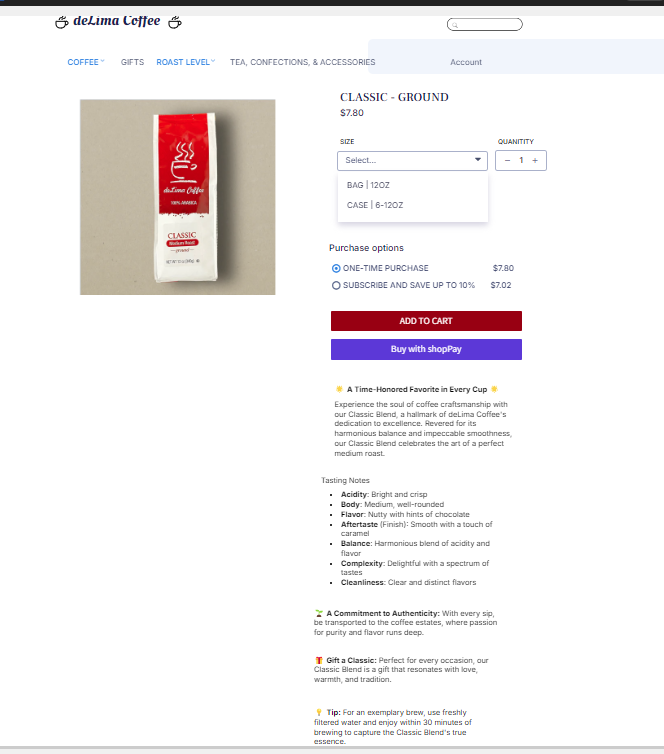 deLima Coffee
COFFEE GIFTS ROAST LEVEL TEA, CONFECTIONS, & ACCESSORIES Account
CLASSIC - GROUND
$7.80
SIZE QUANITITY
Select... − 1 +
BAG | 12OZ
CASE | 6-12OZ
deLima Coffee
100% ARABICA
CLASSIC
Medium Roast
ground
Purchase options
ONE-TIME PURCHASE $7.80
SUBSCRIBE AND SAVE UP TO 10% $7.02
ADD TO CART
Buy with shopPay
☀️ A Time-Honored Favorite in Every Cup ☀️
Experience the soul of coffee craftsmanship with
our Classic Blend, a hallmark of deLima Coffee's
dedication to excellence. Revered for its
harmonious balance and impeccable smoothness,
our Classic Blend celebrates the art of a perfect
medium roast.
Tasting Notes
• Acidity: Bright and crisp
• Body: Medium, well-rounded
• Flavor: Nutty with hints of chocolate
• Aftertaste (Finish): Smooth with a touch of
caramel
• Balance: Harmonious blend of acidity and
flavor
• Complexity: Delightful with a spectrum of
tastes
• Cleanliness: Clear and distinct flavors
🌱 A Commitment to Authenticity: With every sip,
be transported to the coffee estates, where passion
for purity and flavor runs deep.
🎁 Gift a Classic: Perfect for every occasion, our
Classic Blend is a gift that resonates with love,
warmth, and tradition.
💡 Tip: For an exemplary brew, use freshly
filtered water and enjoy within 30 minutes of
brewing to capture the Classic Blend's true
essence.